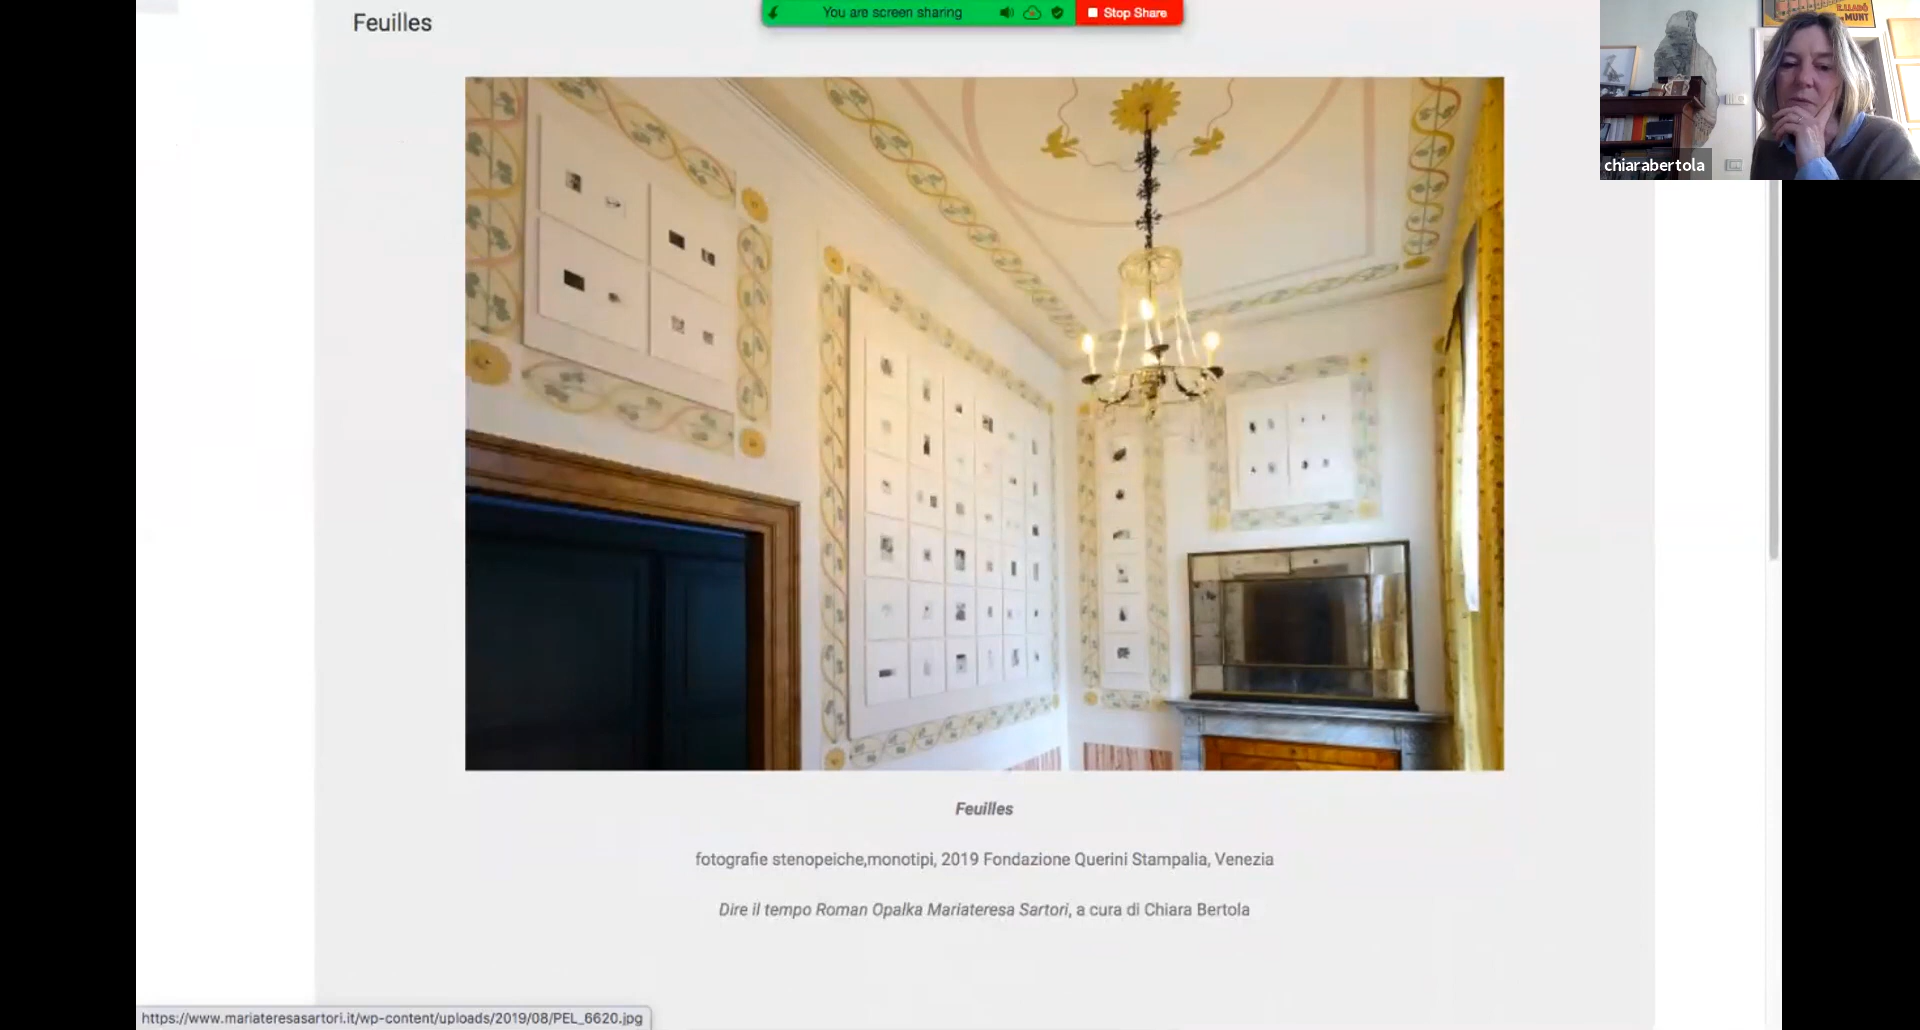 Feuilles
You are screen sharing
Stop Share
E.LLADÓ
MUNT
chiarabertola
Feuilles
fotografie stenopeiche,monotipi, 2019 Fondazione Querini Stampalia, Venezia
Dire il tempo Roman Opalka Mariateresa Sartori, a cura di Chiara Bertola
https://www.mariateresasartori.it/wp-content/uploads/2019/08/PEL_6620.jpg